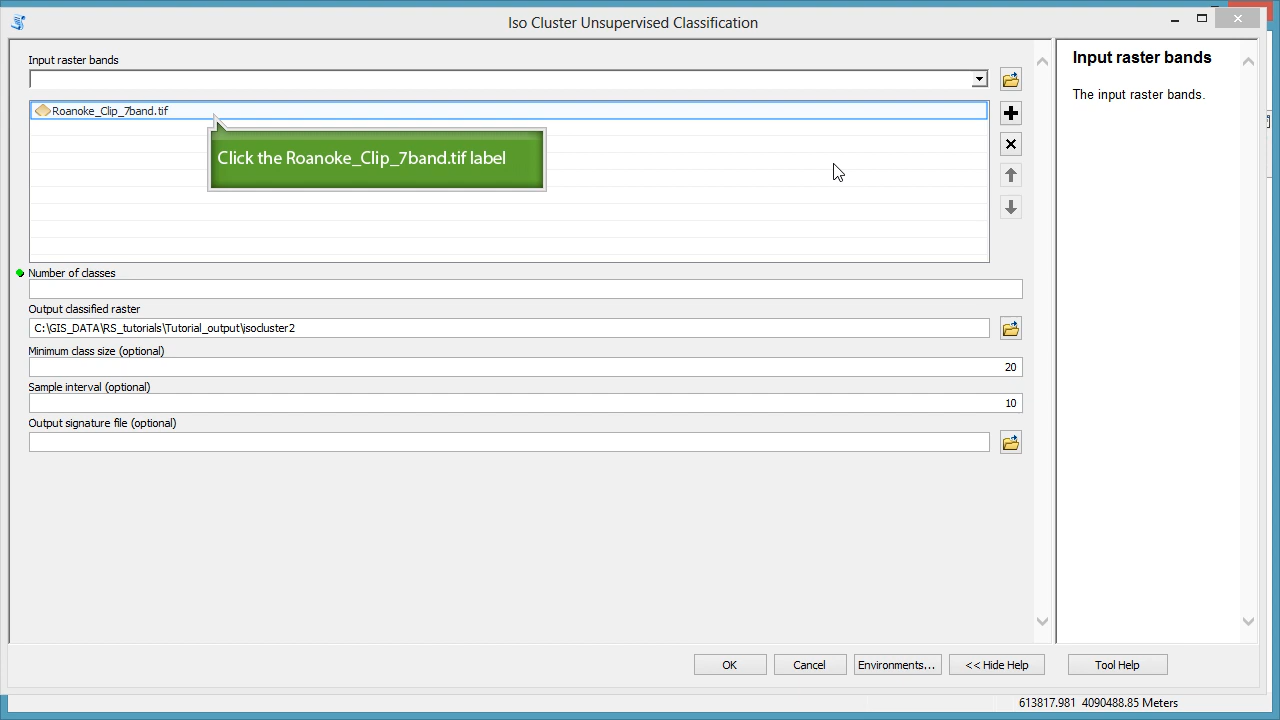 Iso Cluster Unsupervised Classification
Input raster bands
Roanoke_Clip_7band.tif
Click the Roanoke_Clip_7band.tif label
Number of classes
Output classified raster
C:\GIS_DATA\RS_tutorials\Tutorial_output\isocluster2
Minimum class size (optional)
20
Sample interval (optional)
10
Output signature file (optional)
OK
Cancel
Environments...
<< Hide Help
Tool Help
Input raster bands
The input raster bands.
613817.981 4090488.85 Meters